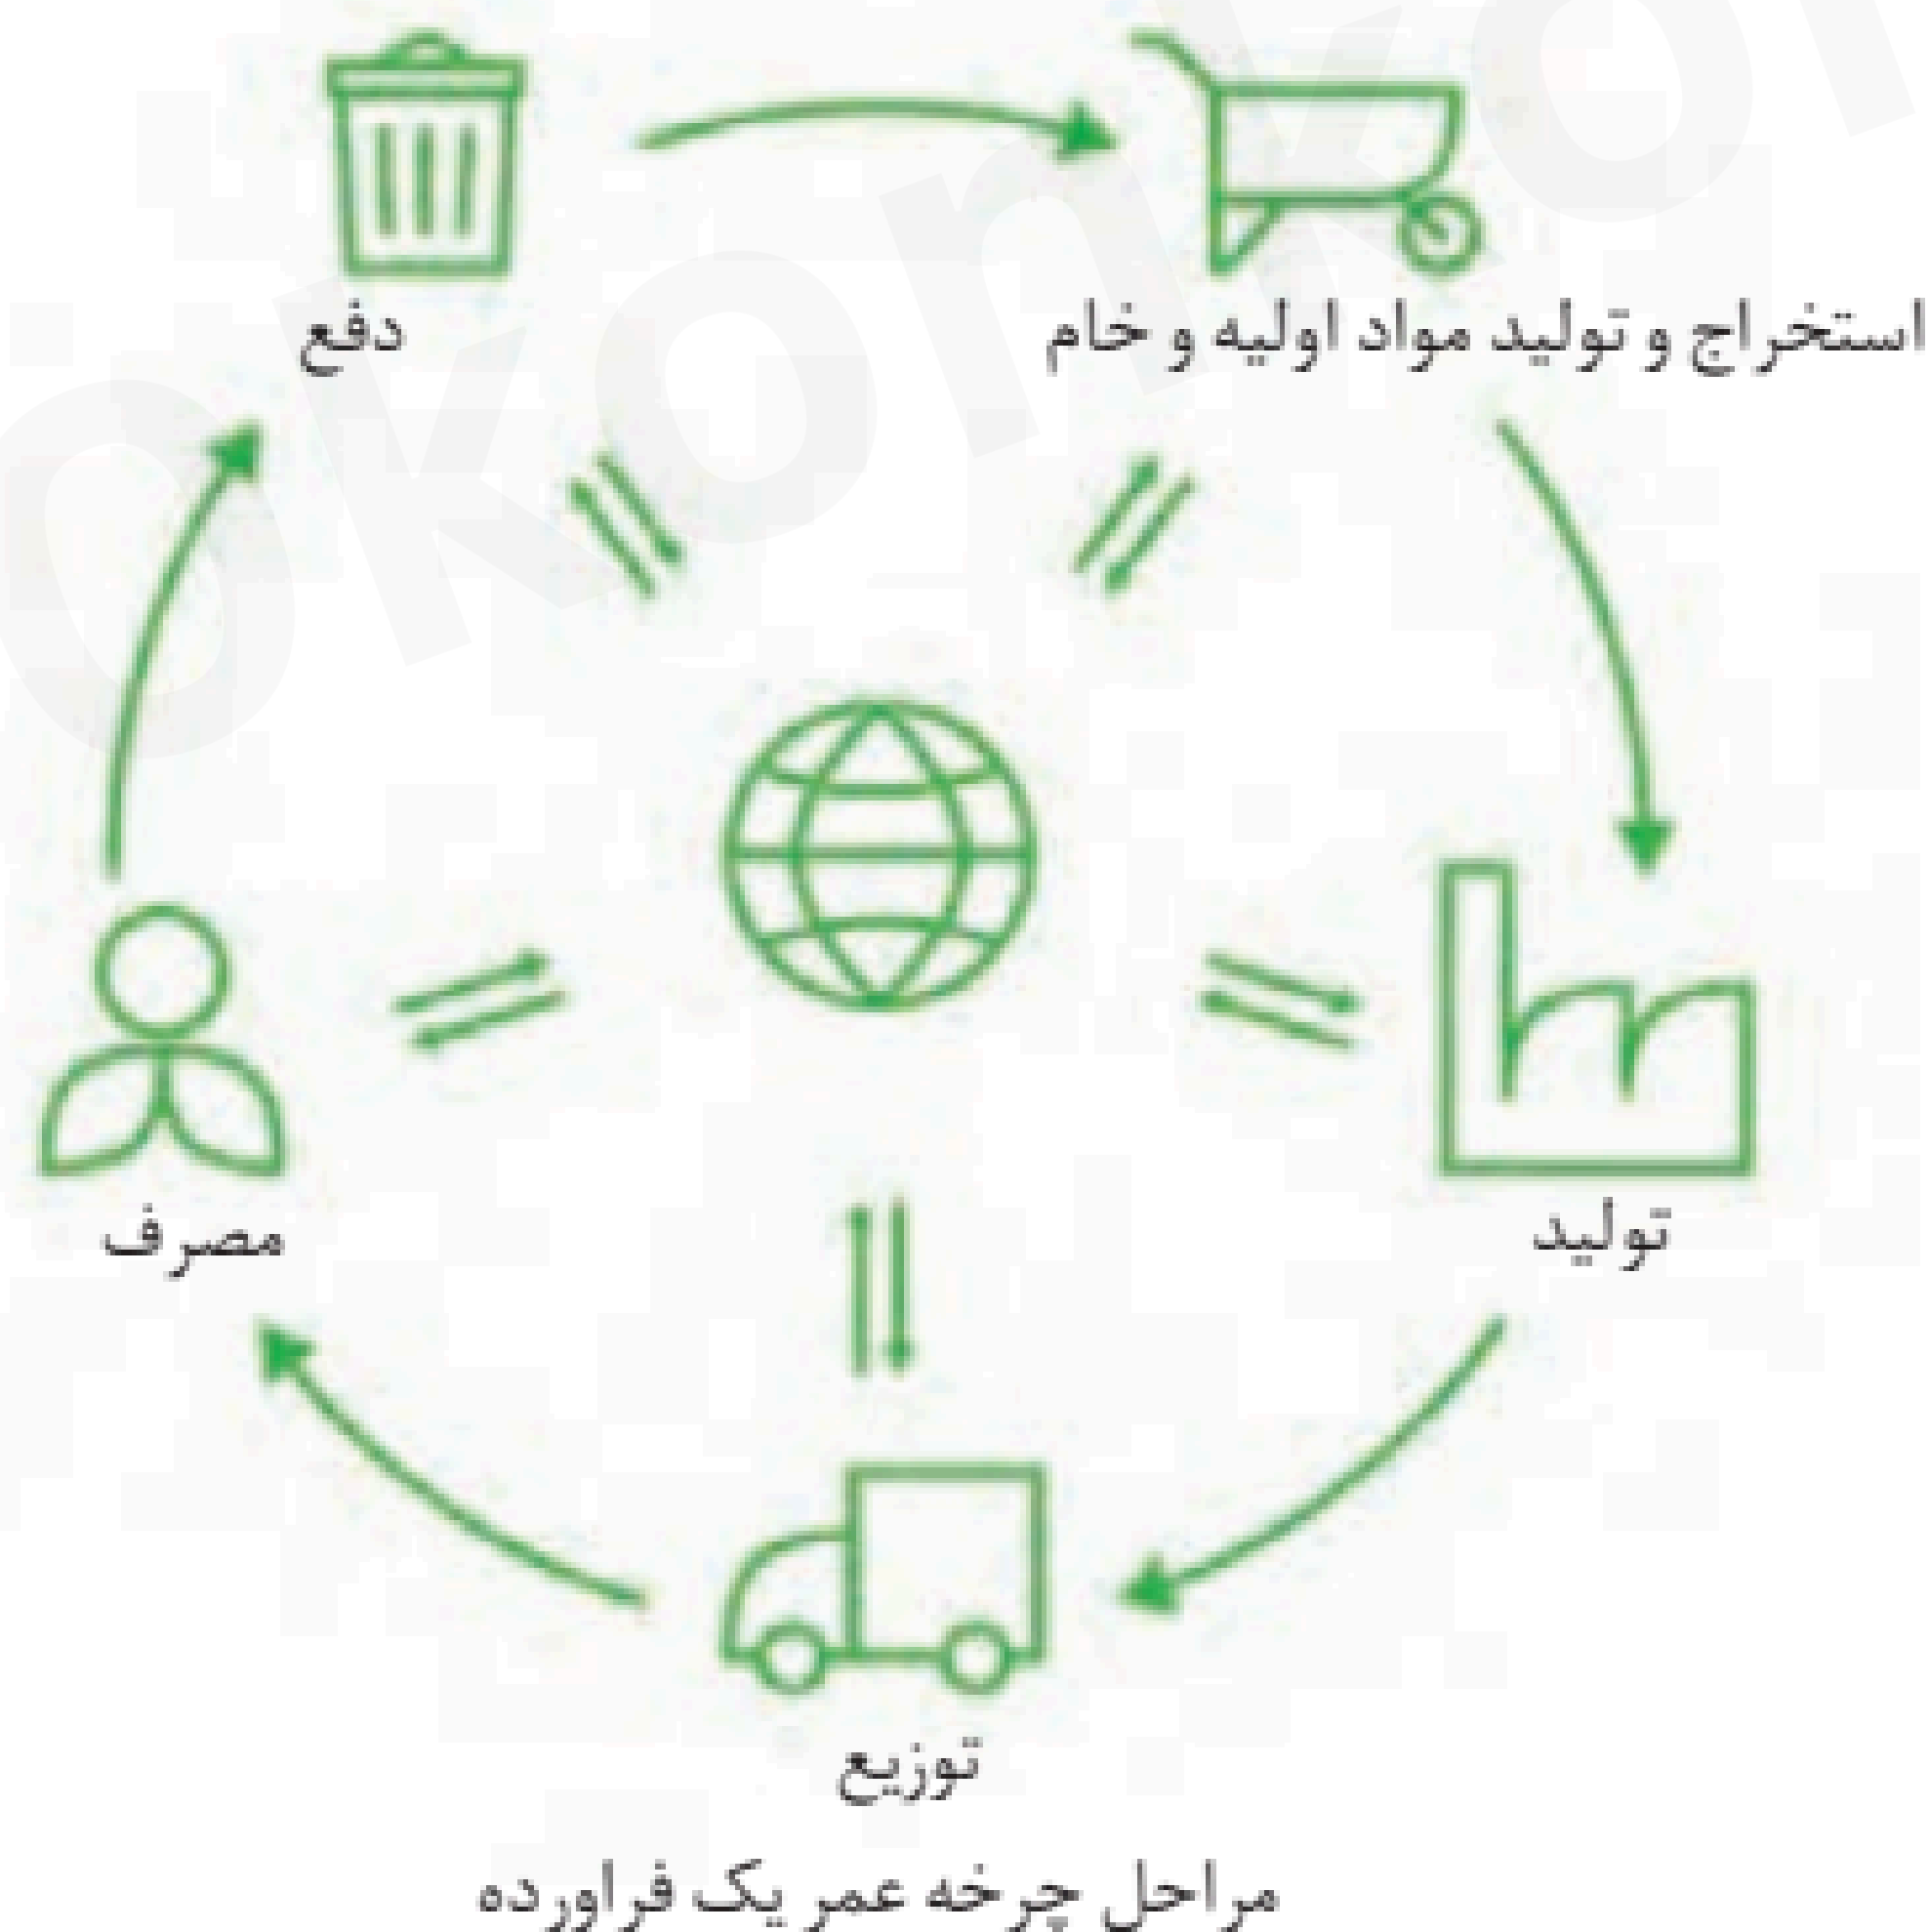 استخراج و تولید مواد اولیه و خام
دفع
تولید
مصرف
توزیع
مراحل چرخه عمر یک فراورده